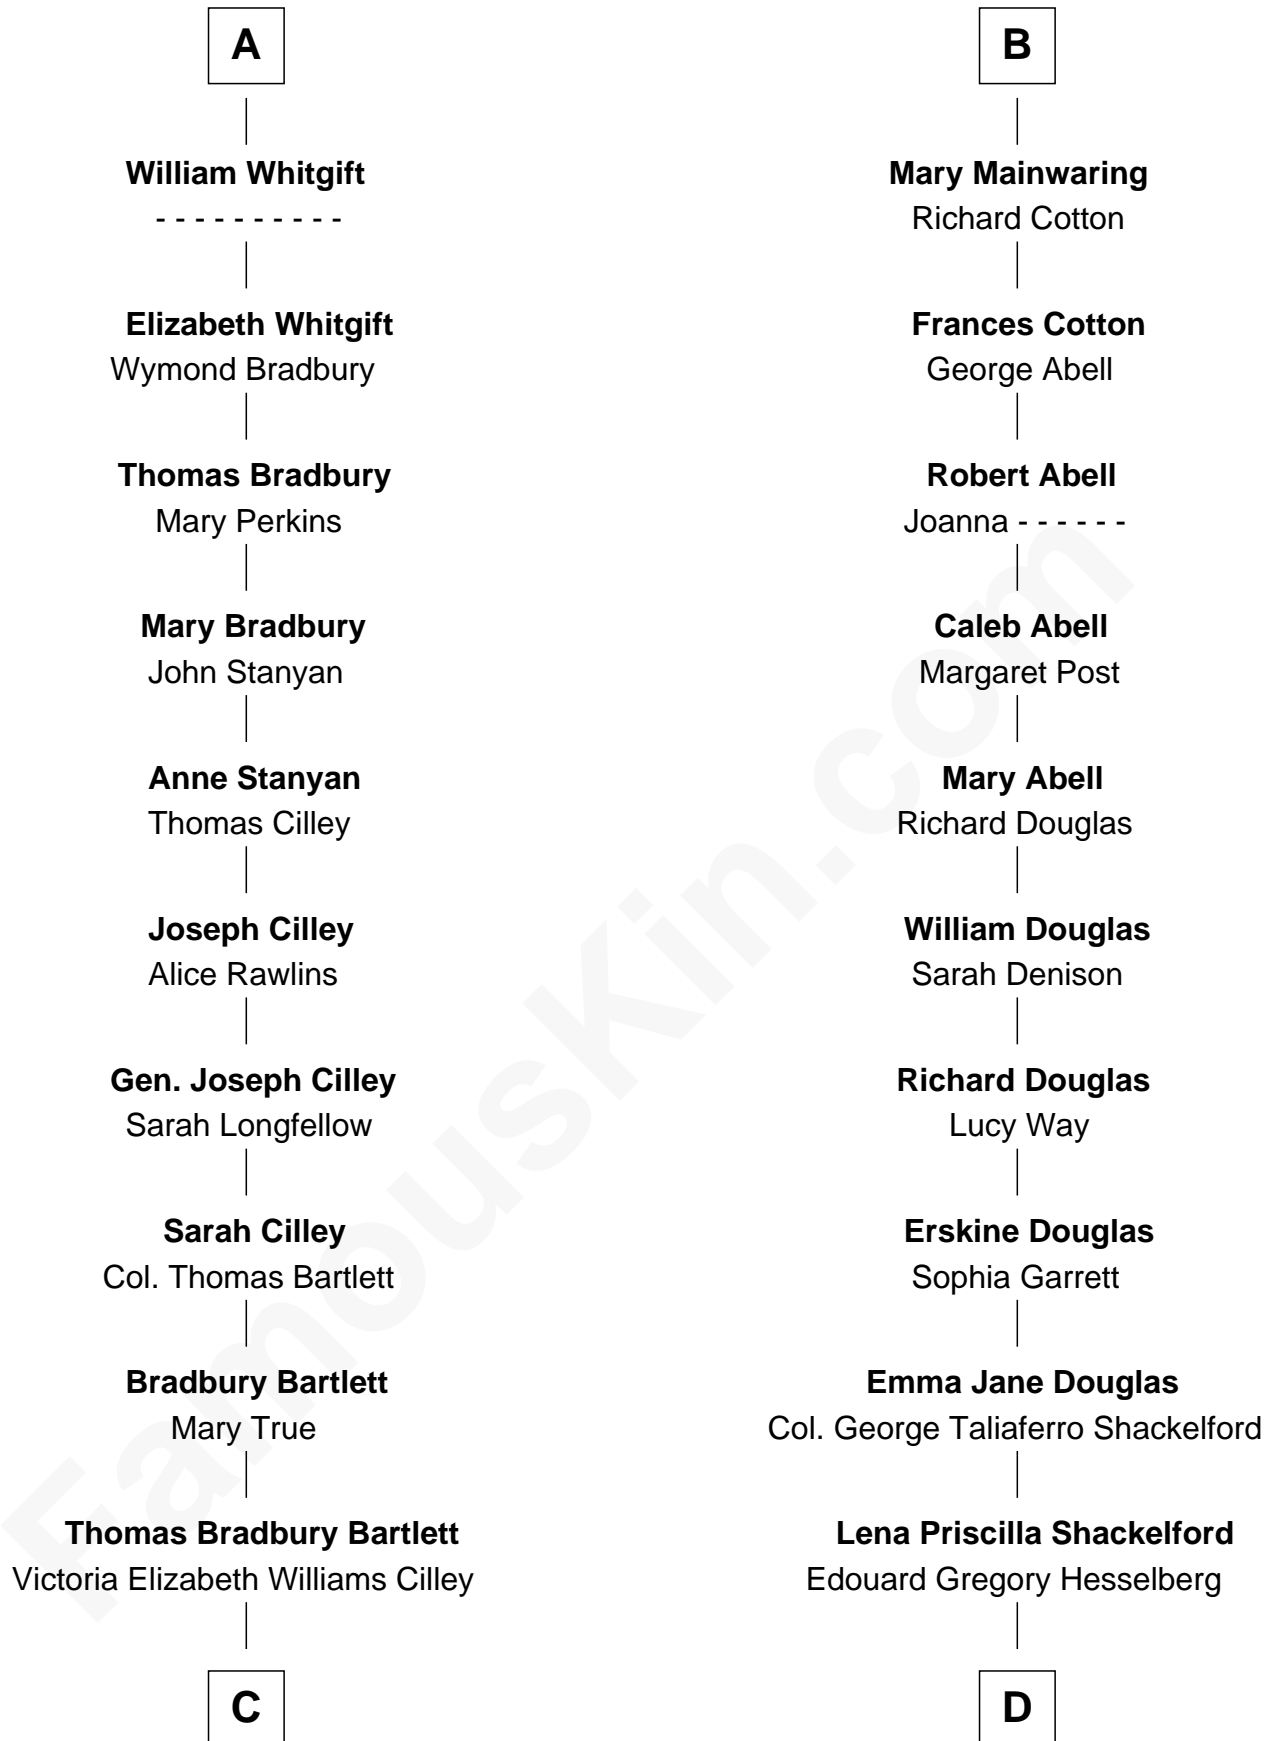 A
William Whitgift
- - - - - - - - - -
Elizabeth Whitgift
Wymond Bradbury
Thomas Bradbury
Mary Perkins
Mary Bradbury
John Stanyan
Anne Stanyan
Thomas Cilley
Joseph Cilley
Alice Rawlins
Gen. Joseph Cilley
Sarah Longfellow
Sarah Cilley
Col. Thomas Bartlett
Bradbury Bartlett
Mary True
Thomas Bradbury Bartlett
Victoria Elizabeth Williams Cilley
C
B
Mary Mainwaring
Richard Cotton
Frances Cotton
George Abell
Robert Abell
Joanna - - - - - -
Caleb Abell
Margaret Post
Mary Abell
Richard Douglas
William Douglas
Sarah Denison
Richard Douglas
Lucy Way
Erskine Douglas
Sophia Garrett
Emma Jane Douglas
Col. George Taliaferro Shackelford
Lena Priscilla Shackelford
Edouard Gregory Hesselberg
D
FamousKin.com